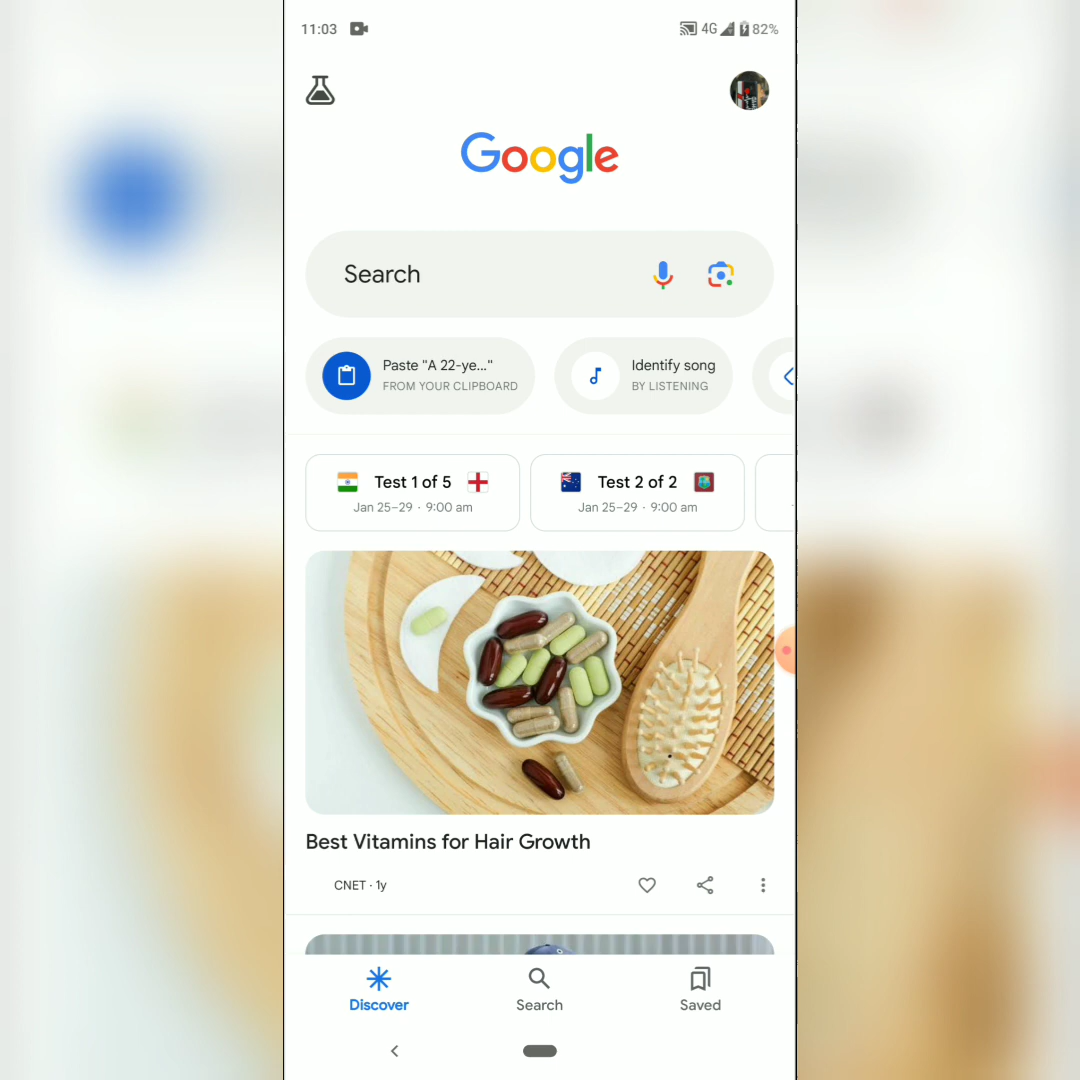 11:03
4G
82%
Google
Search
Paste "A 22-ye..."
FROM YOUR CLIPBOARD
Identify song
BY LISTENING
Test 1 of 5
Jan 25–29 · 9:00 am
Test 2 of 2
Jan 25–29 · 9:00 am
Best Vitamins for Hair Growth
CNET · 1y
Discover
Search
Saved